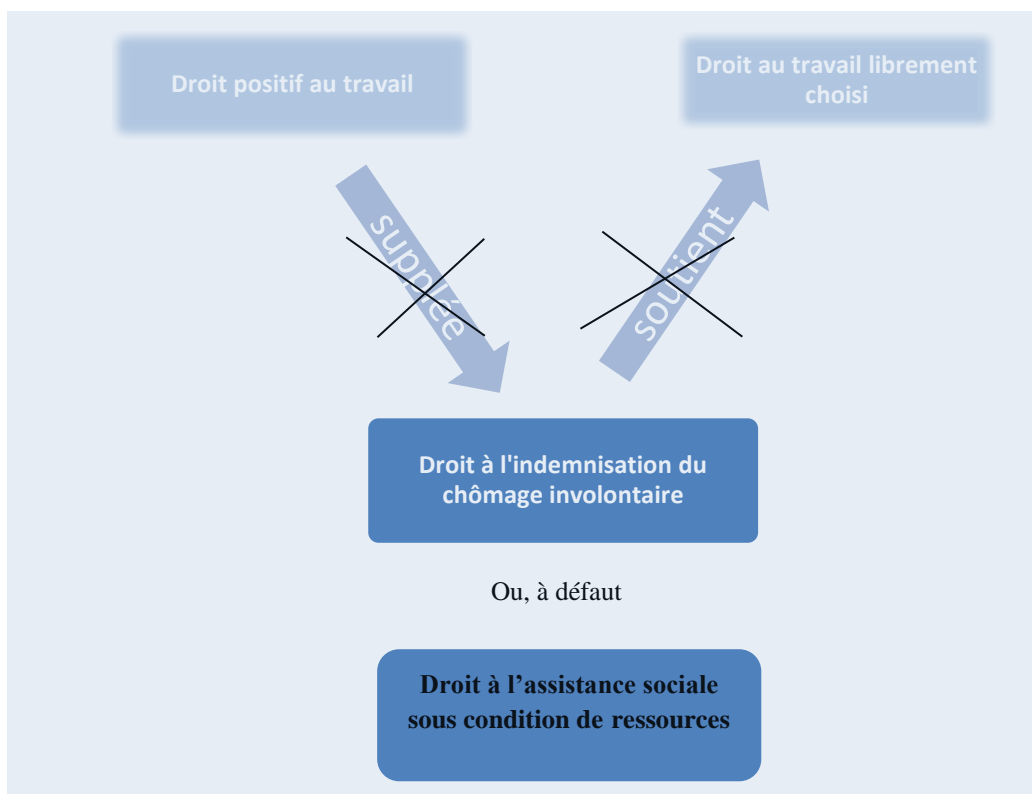 Droit positif au travail
Droit au travail librement
choisi
supplée
soutient
Droit à l'indemnisation du
chômage involontaire
Ou, à défaut
Droit à l’assistance sociale
sous condition de ressources